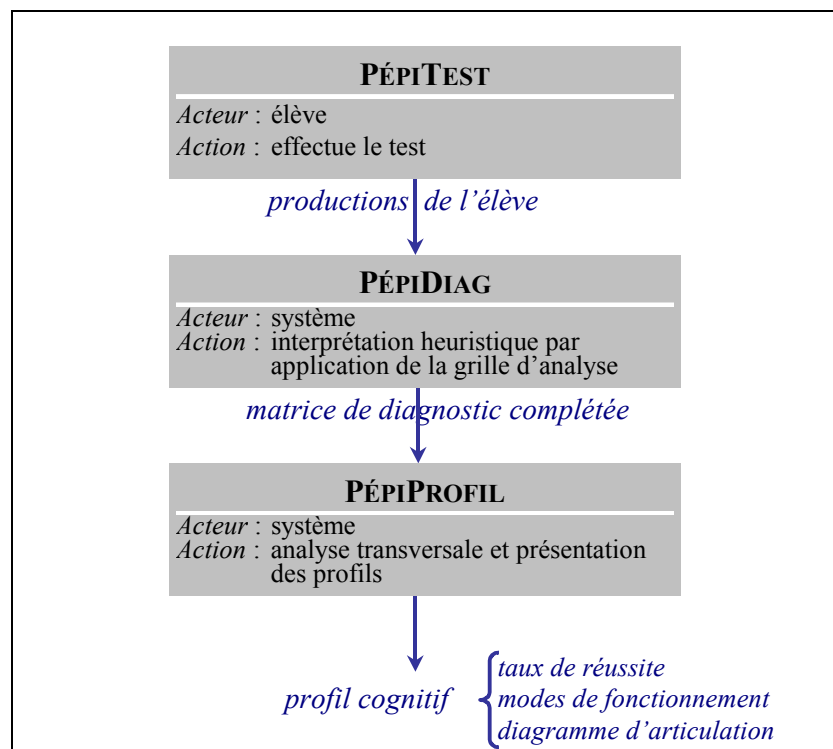 PÉPITEST
Acteur : élève
Action : effectue le test
productions de l’élève
PÉPIDIAG
Acteur : système
Action : interprétation heuristique par
application de la grille d’analyse
matrice de diagnostic complétée
PÉPIPROFIL
Acteur : système
Action : analyse transversale et présentation
des profils
profil cognitif
taux de réussite
modes de fonctionnement
diagramme d’articulation